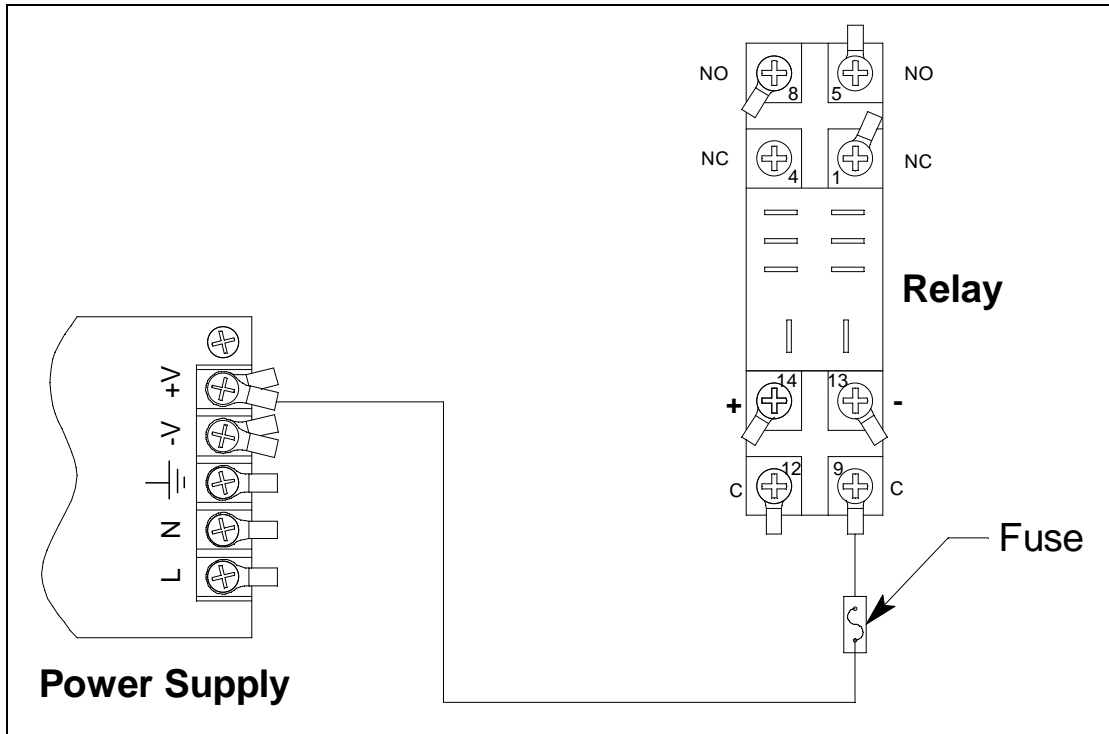 NO
8
5
NO
NC
4
1
NC
Relay
+V
-V
N
L
+
14
13
-
C
12
9
C
Fuse
Power Supply